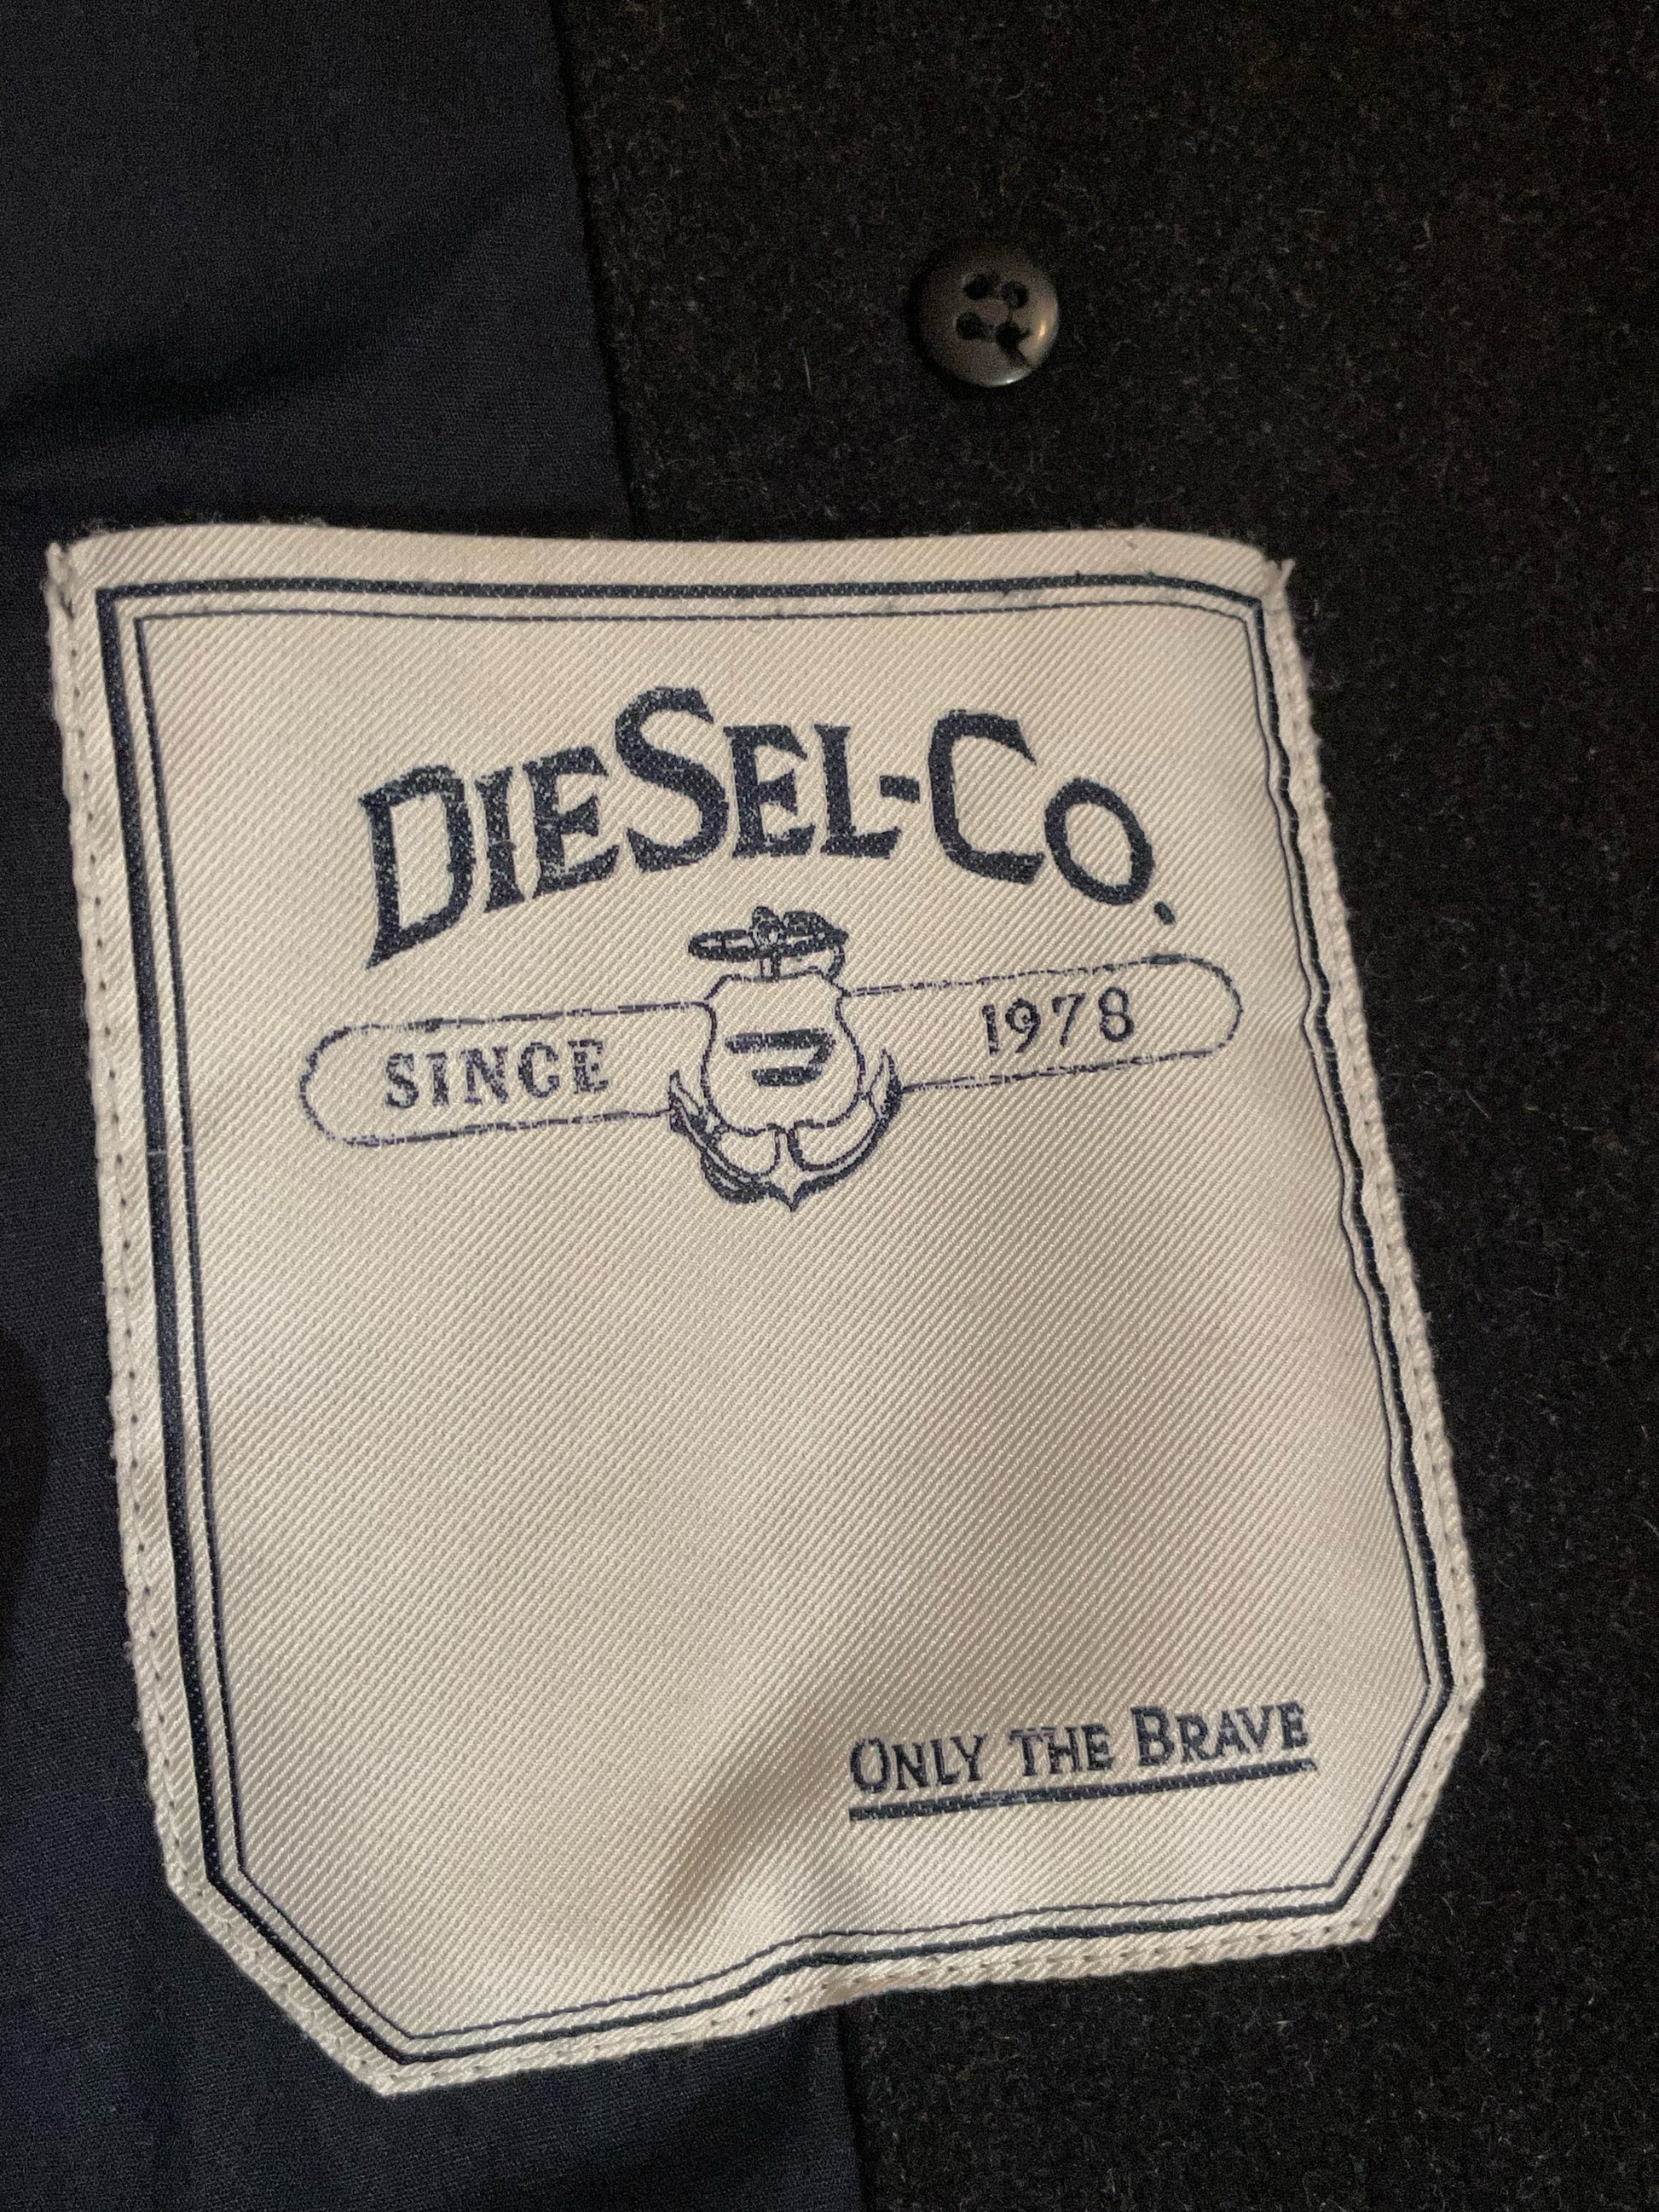 DIESEL-CO.
SINCE 1978
ONLY THE BRAVE